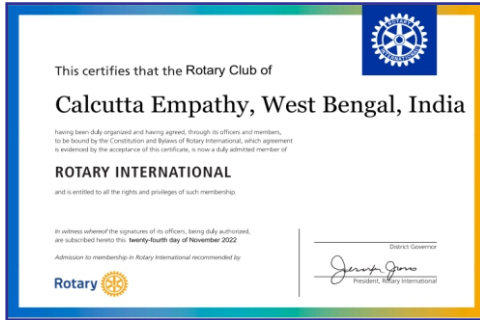 ROTARY
INTERNATIONAL
This certifies that the Rotary Club of
Calcutta Empathy, West Bengal, India
having been duly organized and having agreed, through its officers and members,
to be bound by the Constitution and Bylaws of Rotary International, which agreement
is evidenced by the acceptance of this certificate, is now a duly admitted member of
ROTARY INTERNATIONAL
and is entitled to all the rights and privileges of such membership.
In witness whereof the signatures of its officers, being duly authorized,
are subscribed hereto this twenty-fourth day of November 2022
District Governor
Admission to membership in Rotary International recommended by
Rotary
President, Rotary International